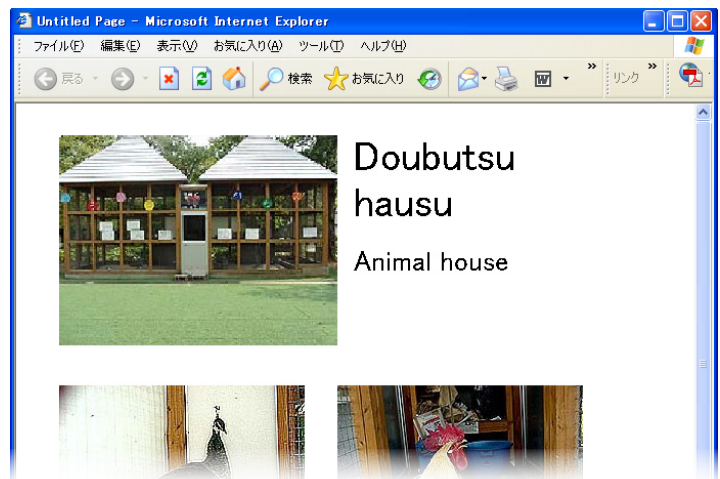 Untitled Page - Microsoft Internet Explorer
ファイル(F) 編集(E) 表示(V) お気に入り(A) ツール(T) ヘルプ(H)
戻る 検索 お気に入り W » リンク »
Doubutsu
hausu
Animal house